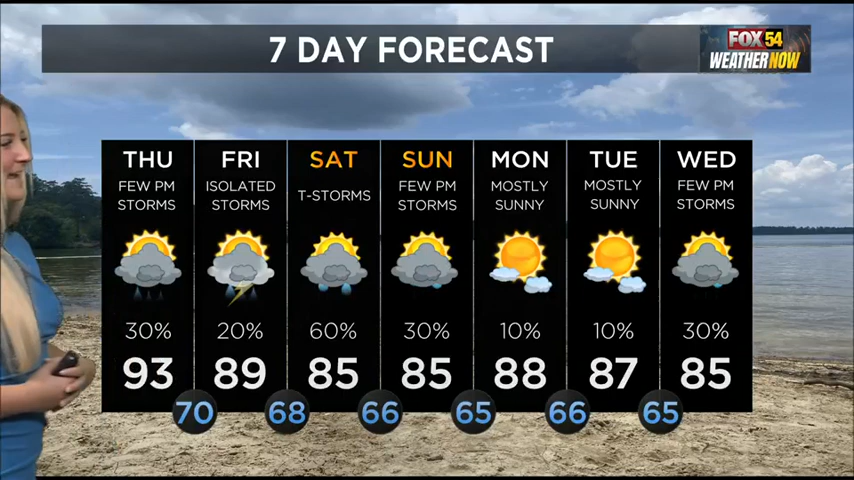 7 DAY FORECAST
FOX 54
WEATHER NOW
THU
FEW PM
STORMS
30%
93
FRI
ISOLATED
STORMS
20%
89
SAT
T-STORMS
60%
85
SUN
FEW PM
STORMS
30%
85
MON
MOSTLY
SUNNY
10%
88
TUE
MOSTLY
SUNNY
10%
87
WED
FEW PM
STORMS
30%
85
70
68
66
65
66
65